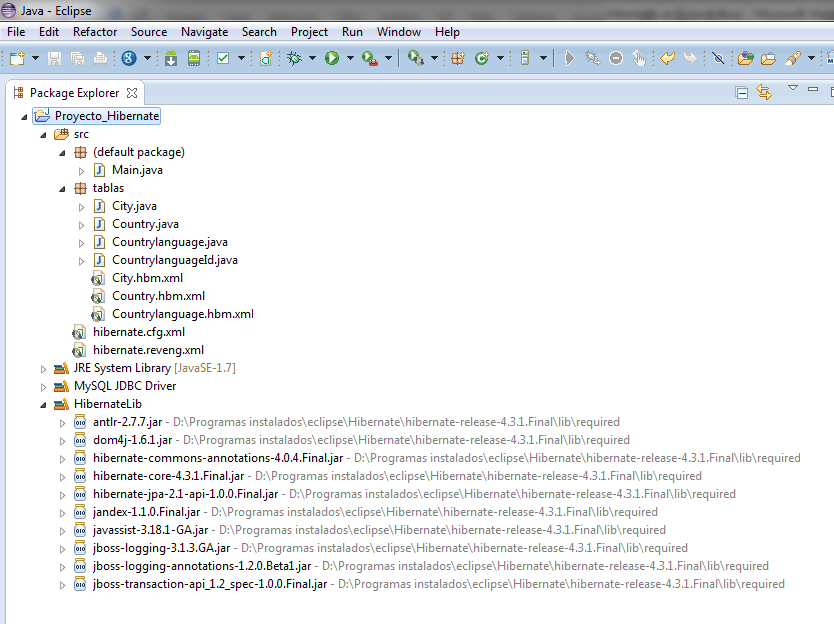 Java - Eclipse
File Edit Refactor Source Navigate Search Project Run Window Help
Package Explorer
Proyecto_Hibernate
src
(default package)
Main.java
tablas
City.java
Country.java
Countrylanguage.java
CountrylanguageId.java
City.hbm.xml
Country.hbm.xml
Countrylanguage.hbm.xml
hibernate.cfg.xml
hibernate.reveng.xml
JRE System Library [JavaSE-1.7]
MySQL JDBC Driver
HibernateLib
antlr-2.7.7.jar - D:\Programas instalados\eclipse\Hibernate\hibernate-release-4.3.1.Final\lib\required
dom4j-1.6.1.jar - D:\Programas instalados\eclipse\Hibernate\hibernate-release-4.3.1.Final\lib\required
hibernate-commons-annotations-4.0.4.Final.jar - D:\Programas instalados\eclipse\Hibernate\hibernate-release-4.3.1.Final\lib\required
hibernate-core-4.3.1.Final.jar - D:\Programas instalados\eclipse\Hibernate\hibernate-release-4.3.1.Final\lib\required
hibernate-jpa-2.1-api-1.0.0.Final.jar - D:\Programas instalados\eclipse\Hibernate\hibernate-release-4.3.1.Final\lib\required
jandex-1.1.0.Final.jar - D:\Programas instalados\eclipse\Hibernate\hibernate-release-4.3.1.Final\lib\required
javassist-3.18.1-GA.jar - D:\Programas instalados\eclipse\Hibernate\hibernate-release-4.3.1.Final\lib\required
jboss-logging-3.1.3.GA.jar - D:\Programas instalados\eclipse\Hibernate\hibernate-release-4.3.1.Final\lib\required
jboss-logging-annotations-1.2.0.Beta1.jar - D:\Programas instalados\eclipse\Hibernate\hibernate-release-4.3.1.Final\lib\required
jboss-transaction-api_1.2_spec-1.0.0.Final.jar - D:\Programas instalados\eclipse\Hibernate\hibernate-release-4.3.1.Final\lib\required